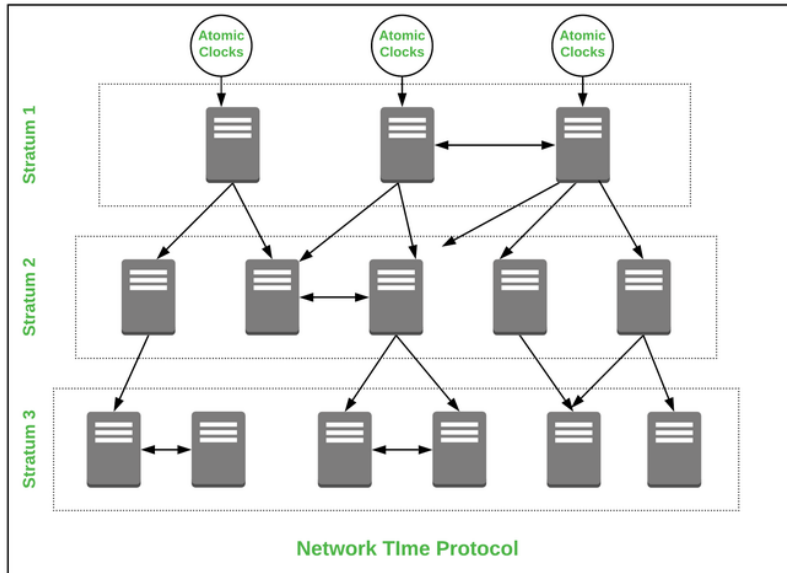 Atomic
Clocks
Atomic
Clocks
Atomic
Clocks
Stratum 1
Stratum 2
Stratum 3
Network TIme Protocol